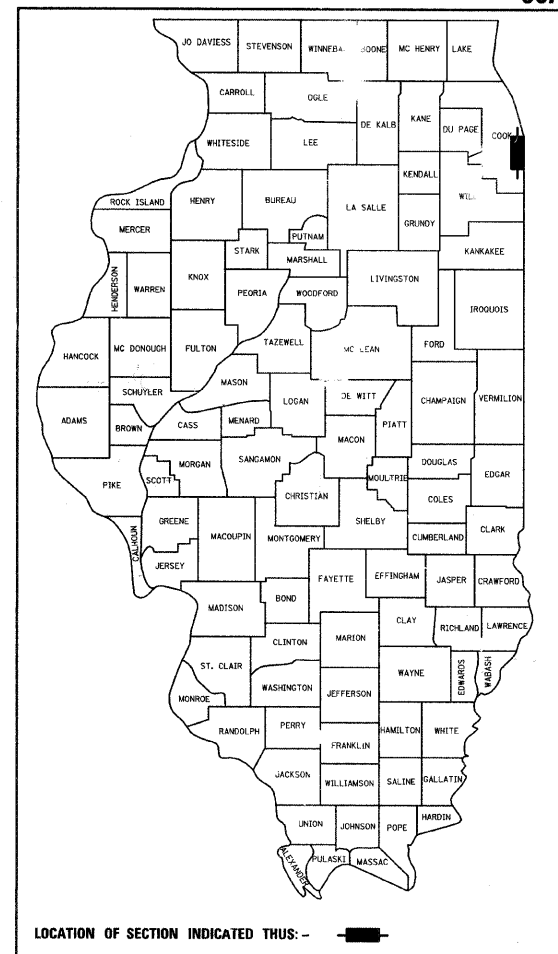 JO DAVIESS STEVENSON WINNEBA BOONE MC HENRY LAKE
CARROLL OGLE DE KALB KANE DU PAGE COOK
WHITESIDE LEE KENDALL WIL
ROCK ISLAND HENRY BUREAU LA SALLE GRUNDY
MERCER PUTNAM KANKAKEE
STARK MARSHALL
HENDERSON WARREN KNOX PEORIA WOODFORD LIVINGSTON IROQUOIS
HANCOCK MC DONOUGH FULTON TAZEWELL MC LEAN FORD
MASON
SCHUYLER LOGAN DE WITT CHAMPAIGN VERMILION
ADAMS BROWN CASS MENARD MACON PIATT
SANGAMON DOUGLAS EDGAR
PIKE SCOTT MORGAN CHRISTIAN MOULTRIE COLES
GREENE MACOUPIN SHELBY CLARK
CALHOUN MONTGOMERY CUMBERLAND
JERSEY FAYETTE EFFINGHAM JASPER CRAWFORD
MADISON BOND
CLAY RICHLAND LAWRENCE
CLINTON MARION
ST. CLAIR WAYNE EDWARDS WABASH
WASHINGTON JEFFERSON
MONROE
RANDOLPH PERRY HAMILTON WHITE
FRANKLIN
JACKSON WILLIAMSON SALINE GALLATIN
HARDIN
UNION JOHNSON POPE
ALEXANDER PULASKI MASSAC
LOCATION OF SECTION INDICATED THUS: -